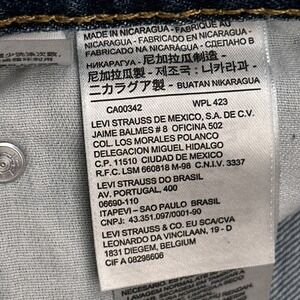 MADE IN NICARAGUA • FABRIQUÉ AU
NICARAGUA • FABRICADO EN NICARAGUA •
FABRICADO NA NICARÁGUA • СДЕЛАНО В
НИКАРАГУА • 尼加拉瓜制造 •
尼加拉瓜製 • 제조국 : 니카라과 •
ニカラグア製 • BUATAN NIKARAGUA
CA00342 WPL 423
LEVI STRAUSS DE MEXICO, S.A. DE C.V.
JAIME BALMES # 8 OFICINA 502
COL. LOS MORALES POLANCO
DELEGACION MIGUEL HIDALGO
C.P. 11510 CIUDAD DE MEXICO
R.F.C. LSM 660818 M-98 C.N.I.V. 3337
LEVI STRAUSS DO BRASIL
AV. PORTUGAL, 400
06690-110
ITAPEVI – SAO PAULO BRASIL
CNPJ: 43.351.097/0001-90
LEVI STRAUSS & CO. EU SCA/CVA
LEONARDO DA VINCILAAN, 19 - D
1831 DIEGEM, BELGIUM
CIF A 08298606